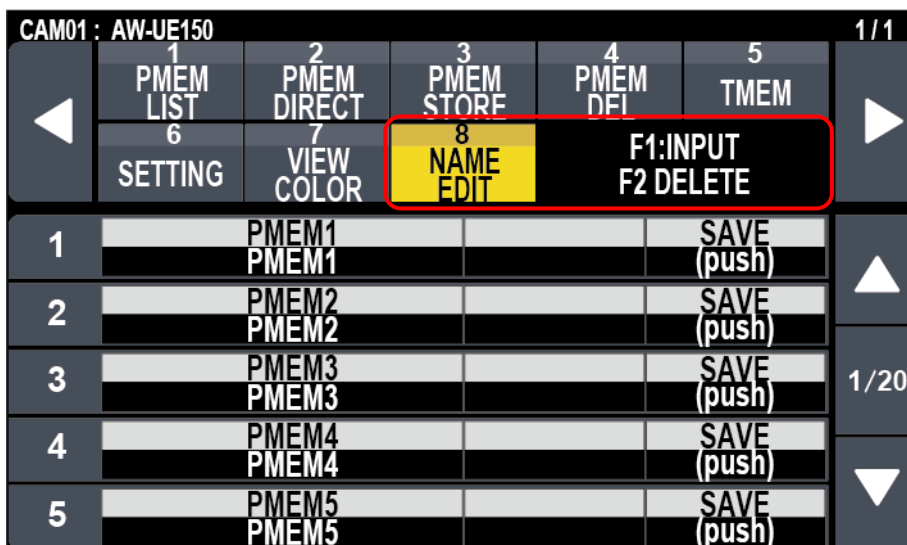 CAM01 : AW-UE150 1/1
1 2 3 4 5
PMEM PMEM PMEM PMEM TMEM
LIST DIRECT STORE DEL
6 7 8
SETTING VIEW NAME F1:INPUT
COLOR EDIT F2 DELETE
1 PMEM1 SAVE
PMEM1 (push)
2 PMEM2 SAVE
PMEM2 (push)
3 PMEM3 SAVE 1/20
PMEM3 (push)
4 PMEM4 SAVE
PMEM4 (push)
5 PMEM5 SAVE
PMEM5 (push)